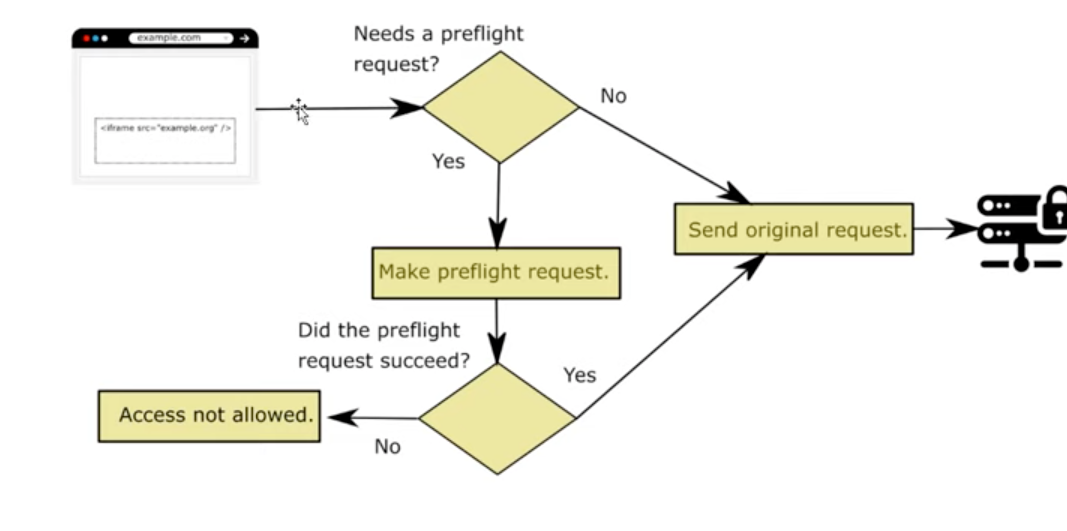 example.com
<iframe src="example.org" />
Needs a preflight
request?
No
Yes
Send original request.
Make preflight request.
Did the preflight
request succeed?
Yes
Access not allowed.
No